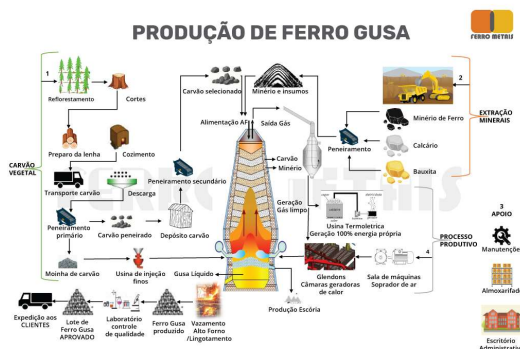 PRODUÇÃO DE FERRO GUSA
FERRO METAIS
1
Reflorestamento
Cortes
Preparo da lenha
Cozimento
CARVÃO
VEGETAL
Transporte carvão
Descarga
Peneiramento
primário
Carvão peneirado
Depósito carvão
Peneiramento secundário
Moinha de carvão
Usina de injeção
finos
Carvão selecionado
Minério e insumos
Alimentação AF
Saída Gás
Carvão
Minério
Geração
Gás limpo
Gusa Líquido
Produção Escória
2
EXTRAÇÃO
MINERAIS
Minério de Ferro
Calcário
Bauxita
Peneiramento
Usina Termoletrica
Geração 100% energia própria
PROCESSO
PRODUTIVO
4
Glendons
Câmaras geradoras
de calor
Sala de máquinas
Soprador de ar
3
APOIO
Manutenções
Almoxarifado
Escritório
Administrativo
Expedição aos
CLIENTES
Lote de
Ferro Gusa
APROVADO
Laboratório
controle
de qualidade
Ferro Gusa
produzido
Vazamento
Alto Forno
/Lingotamento